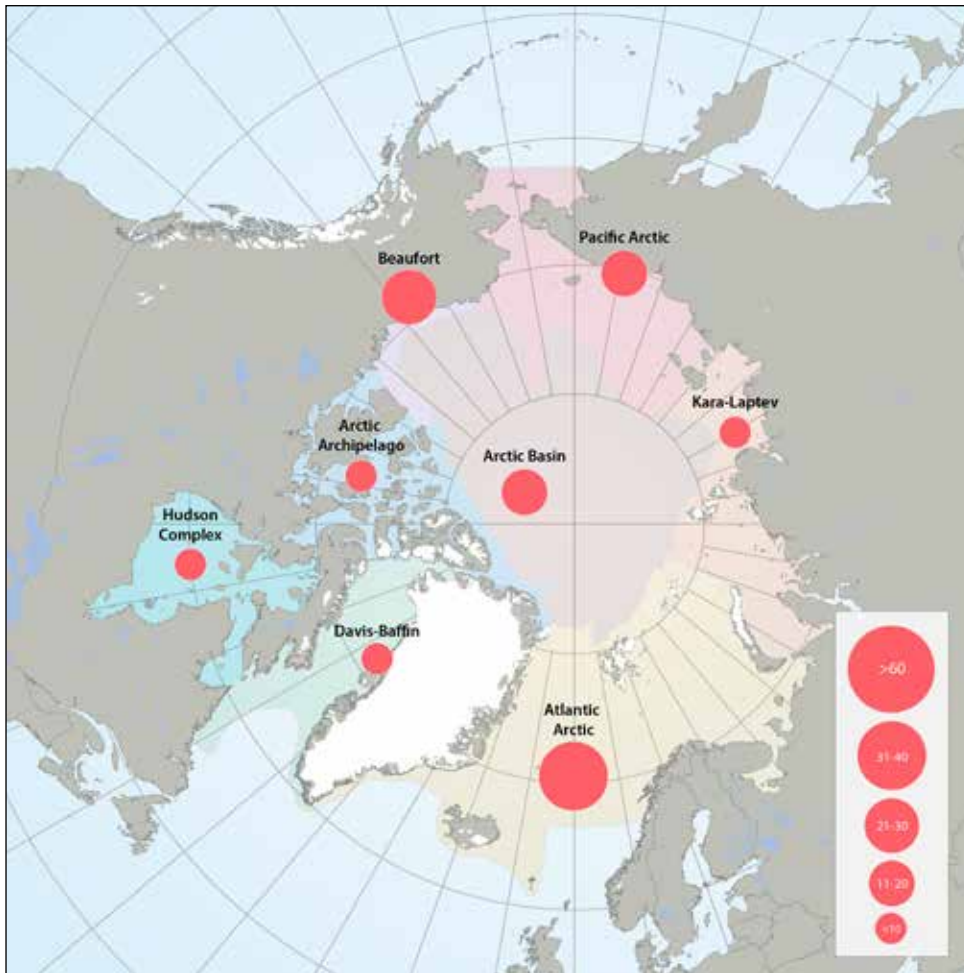 Pacific Arctic
Beaufort
Kara-Laptev
Arctic
Archipelago
Arctic Basin
Hudson
Complex
Davis-Baffin
Atlantic
Arctic
>60
31-40
21-30
11-20
<10